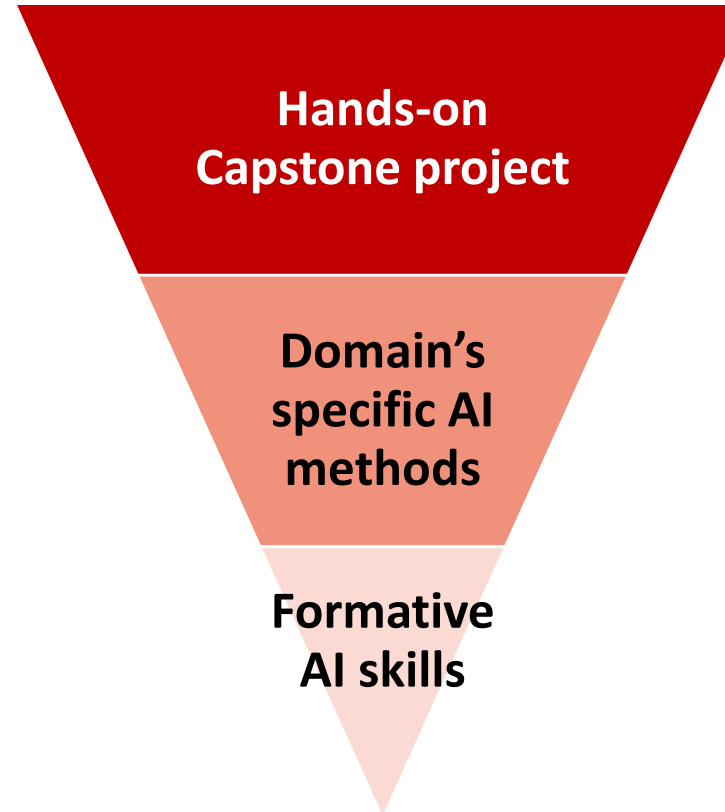 Hands-on
Capstone project
Domain’s
specific AI
methods
Formative
AI skills